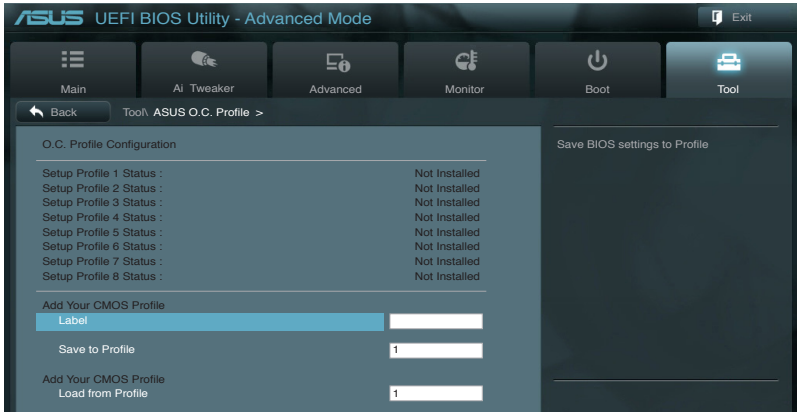 ASUS UEFI BIOS Utility - Advanced Mode
Exit
Main
Ai Tweaker
Advanced
Monitor
Boot
Tool
Back
Tool\ ASUS O.C. Profile >
O.C. Profile Configuration
Save BIOS settings to Profile
Setup Profile 1 Status : Not Installed
Setup Profile 2 Status : Not Installed
Setup Profile 3 Status : Not Installed
Setup Profile 4 Status : Not Installed
Setup Profile 5 Status : Not Installed
Setup Profile 6 Status : Not Installed
Setup Profile 7 Status : Not Installed
Setup Profile 8 Status : Not Installed
Add Your CMOS Profile
Label
Save to Profile 1
Add Your CMOS Profile
Load from Profile 1